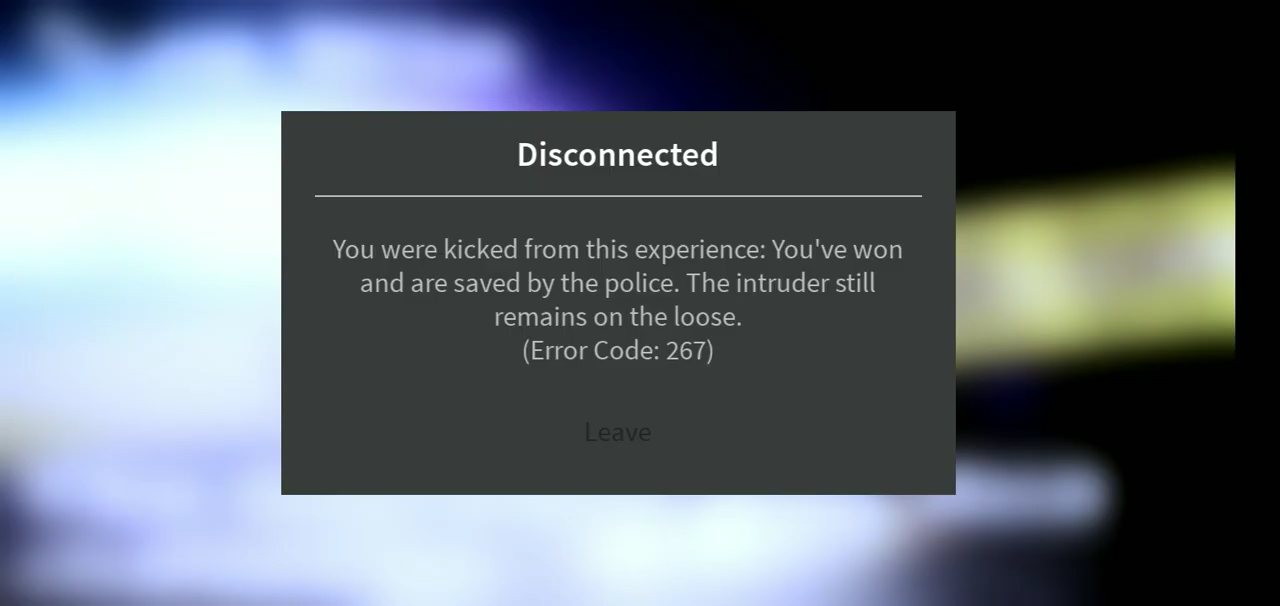 Disconnected
You were kicked from this experience: You've won
and are saved by the police. The intruder still
remains on the loose.
(Error Code: 267)
Leave